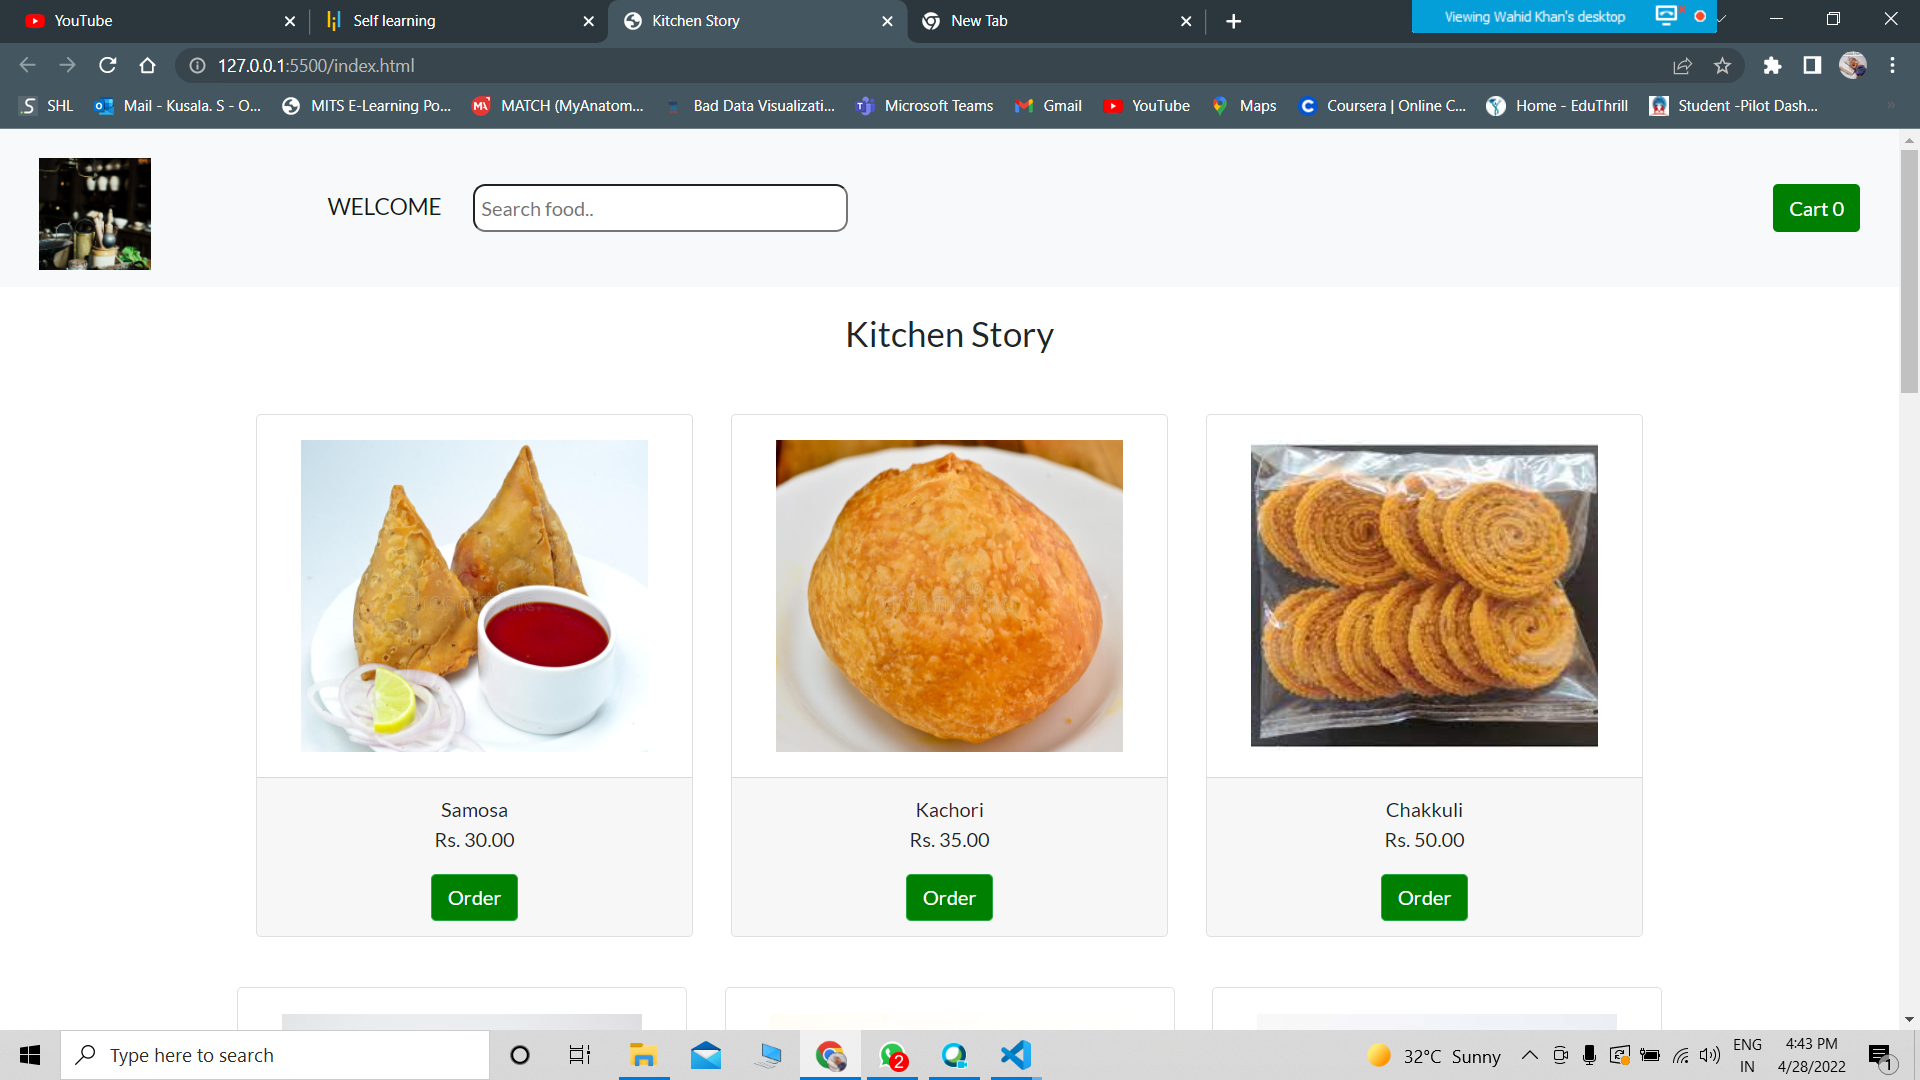 YouTube
Self learning
Kitchen Story
New Tab
Viewing Wahid Khan's desktop
127.0.0.1:5500/index.html
SHL
Mail - Kusala. S - O...
MITS E-Learning Po...
MATCH (MyAnatom...
Bad Data Visualizati...
Microsoft Teams
Gmail
YouTube
Maps
Coursera | Online C...
Home - EduThrill
Student -Pilot Dash...
WELCOME
Search food..
Cart 0
Kitchen Story
Samosa
Rs. 30.00
Order
Kachori
Rs. 35.00
Order
Chakkuli
Rs. 50.00
Order
Type here to search
2
32°C Sunny
ENG
IN
4:43 PM
4/28/2022
1